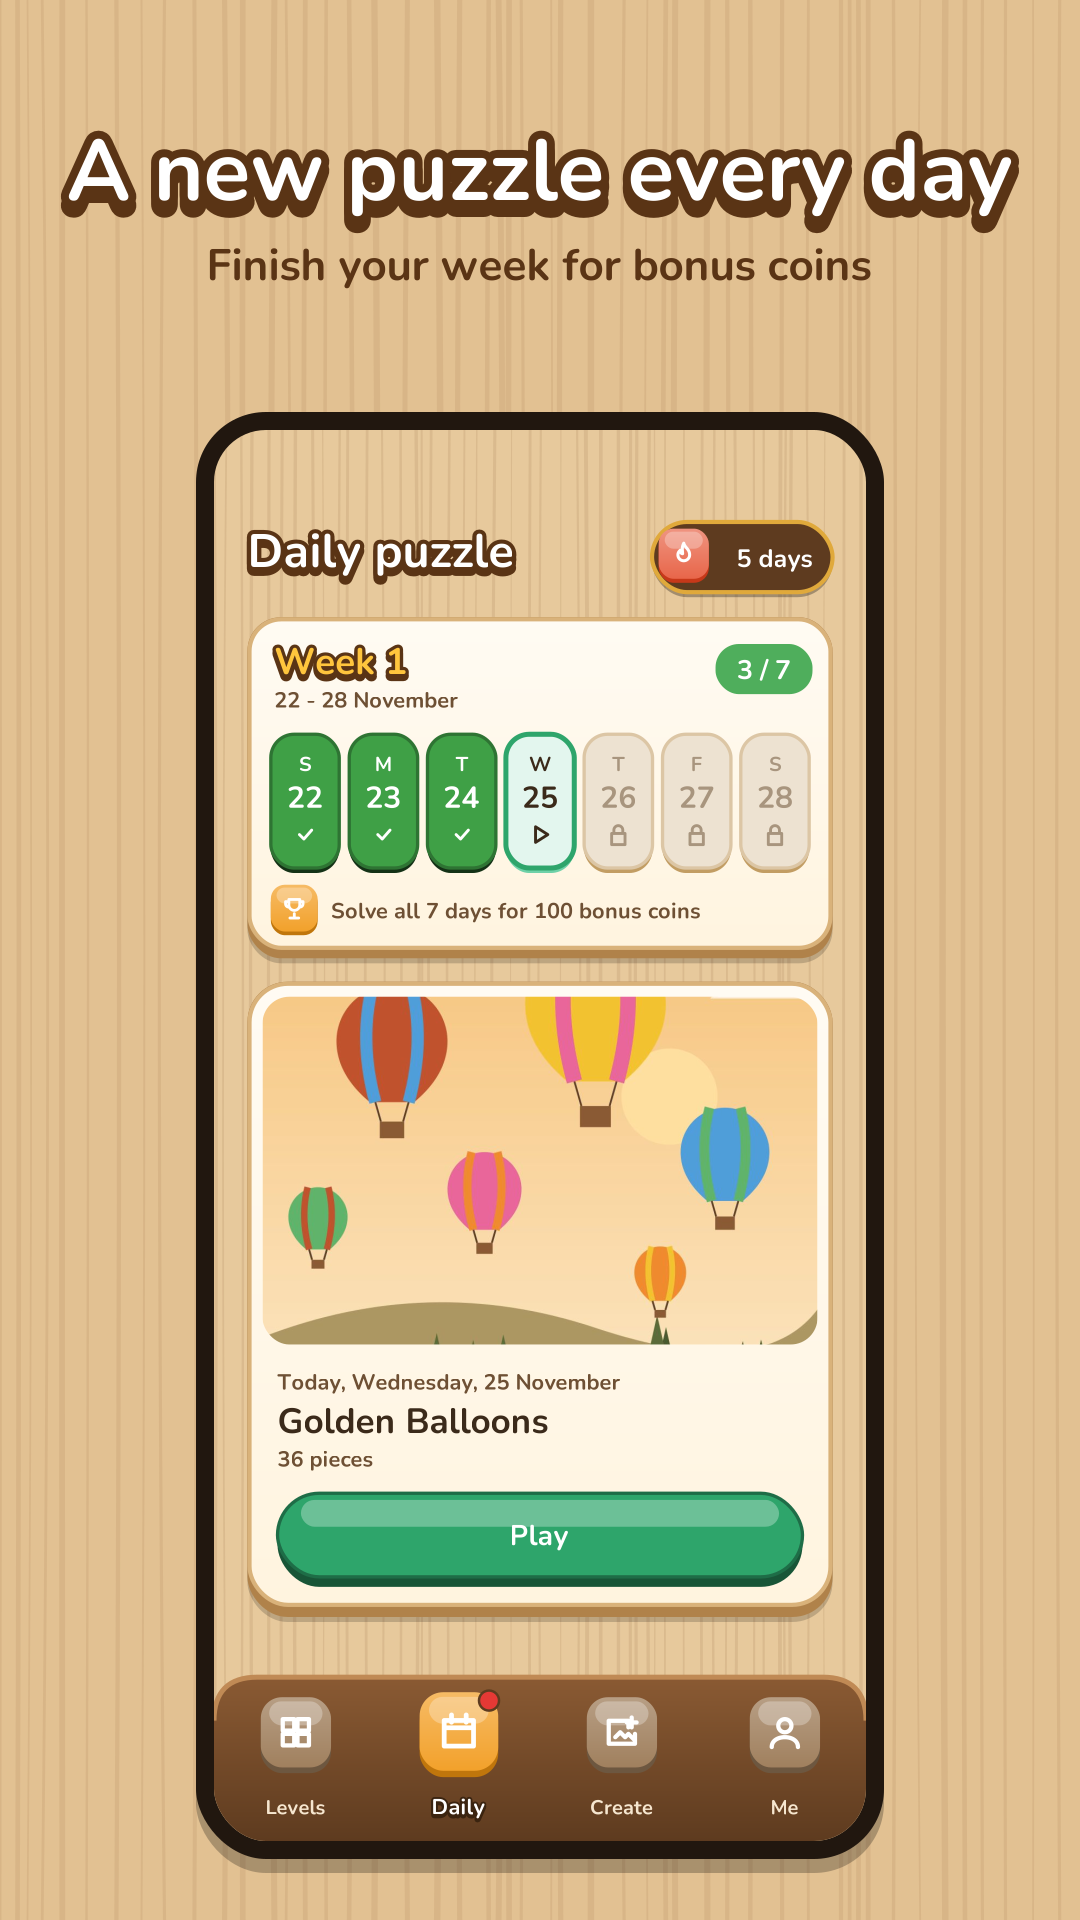 A new puzzle every day
Finish your week for bonus coins
Daily puzzle
5 days
Week 1
3 / 7
22 - 28 November
S M T W T F S
22 23 24 25 26 27 28
Solve all 7 days for 100 bonus coins
Today, Wednesday, 25 November
Golden Balloons
36 pieces
Play
Levels Daily Create Me